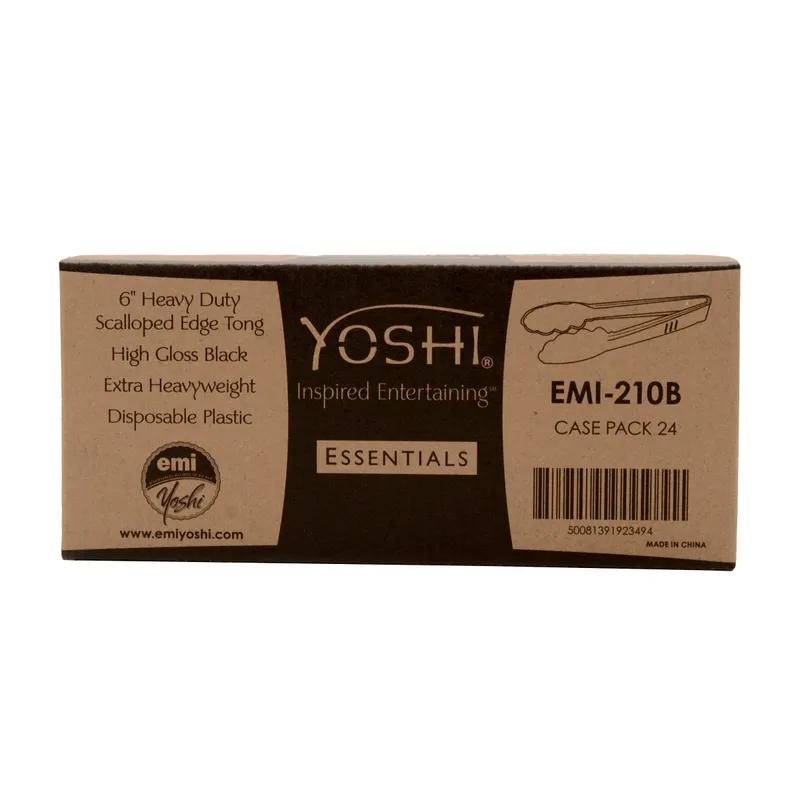 6" Heavy Duty
Scalloped Edge Tong
High Gloss Black
Extra Heavyweight
Disposable Plastic
emi
Yoshi
www.emiyoshi.com
YOSHI®
Inspired Entertaining℠
ESSENTIALS
EMI-210B
CASE PACK 24
50081391923494
MADE IN CHINA